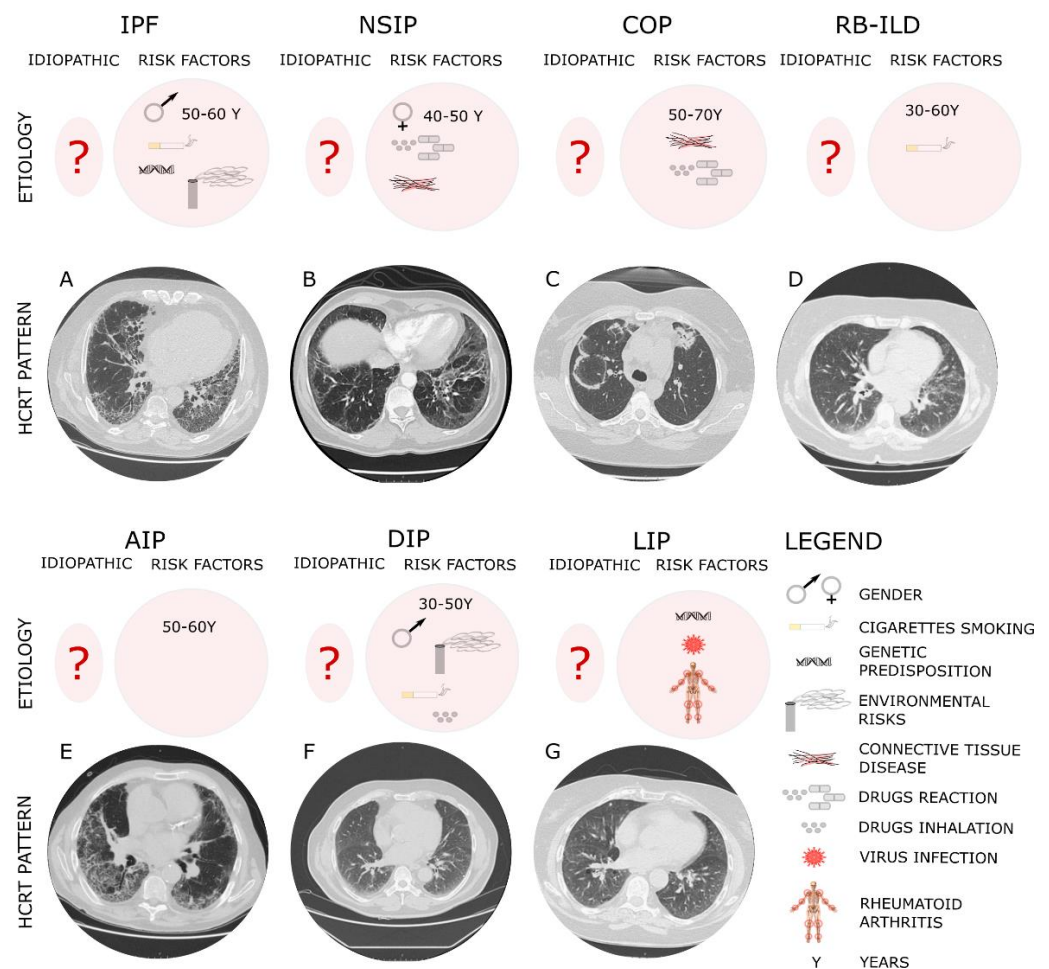 IPF
NSIP
COP
RB-ILD
IDIOPATHIC
RISK FACTORS
IDIOPATHIC
RISK FACTORS
IDIOPATHIC
RISK FACTORS
IDIOPATHIC
RISK FACTORS
ETIOLOGY
?
50-60 Y
?
40-50 Y
?
50-70Y
?
30-60Y
HCRT PATTERN
A
B
C
D
AIP
DIP
LIP
LEGEND
IDIOPATHIC
RISK FACTORS
IDIOPATHIC
RISK FACTORS
IDIOPATHIC
RISK FACTORS
ETIOLOGY
?
50-60Y
?
30-50Y
?
HCRT PATTERN
E
F
G
GENDER
CIGARETTES SMOKING
GENETIC
PREDISPOSITION
ENVIRONMENTAL
RISKS
CONNECTIVE TISSUE
DISEASE
DRUGS REACTION
DRUGS INHALATION
VIRUS INFECTION
RHEUMATOID
ARTHRITIS
Y
YEARS